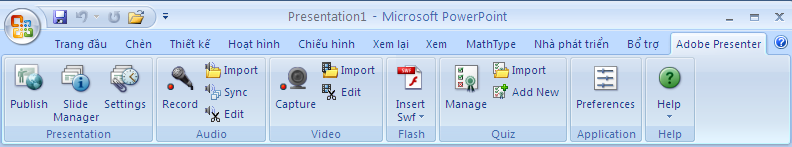 Presentation1 - Microsoft PowerPoint
Trang đầu Chèn Thiết kế Hoạt hình Chiếu hình Xem lại Xem MathType Nhà phát triển Bổ trợ Adobe Presenter
Publish
Slide Manager
Settings
Presentation
Record
Import
Sync
Edit
Audio
Capture
Import
Edit
Video
SWF
Insert Swf
Flash
Manage
Import
Add New
Quiz
Preferences
Application
Help
Help